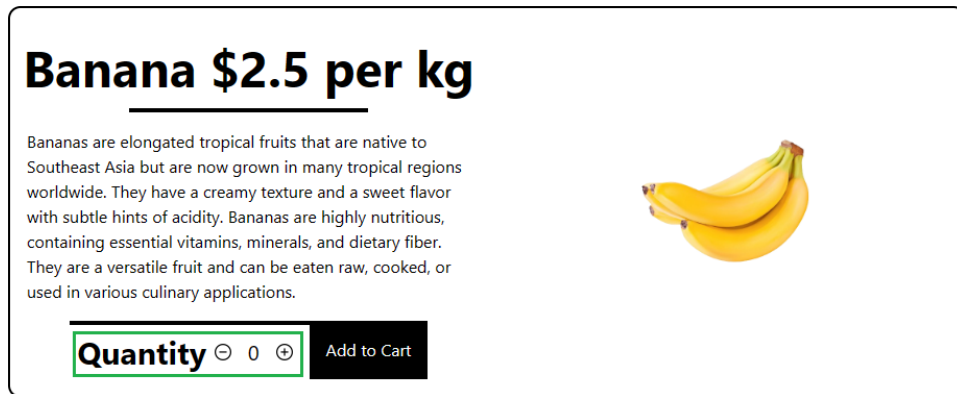 Banana $2.5 per kg
Bananas are elongated tropical fruits that are native to
Southeast Asia but are now grown in many tropical regions
worldwide. They have a creamy texture and a sweet flavor
with subtle hints of acidity. Bananas are highly nutritious,
containing essential vitamins, minerals, and dietary fiber.
They are a versatile fruit and can be eaten raw, cooked, or
used in various culinary applications.
Quantity 0 Add to Cart